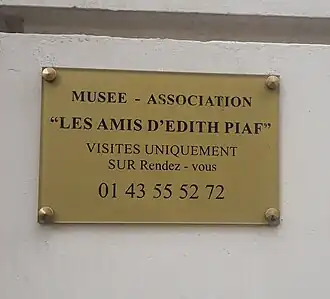 MUSEE - ASSOCIATION
“LES AMIS D’EDITH PIAF”
VISITES UNIQUEMENT
SUR Rendez - vous
01 43 55 52 72